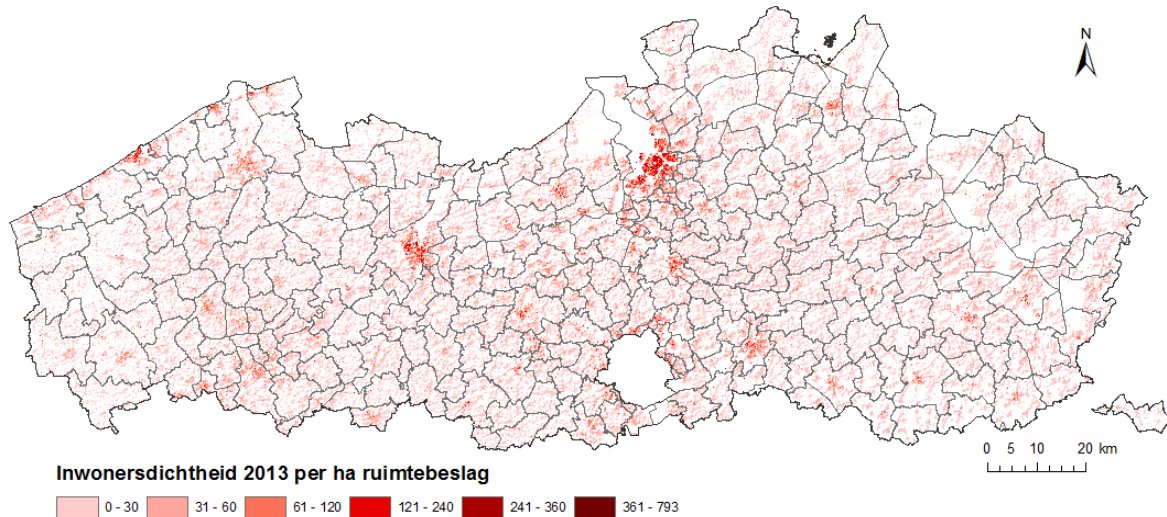 N
0 5 10 20 km
Inwonersdichtheid 2013 per ha ruimtebeslag
0 - 30 31 - 60 61 - 120 121 - 240 241 - 360 361 - 793